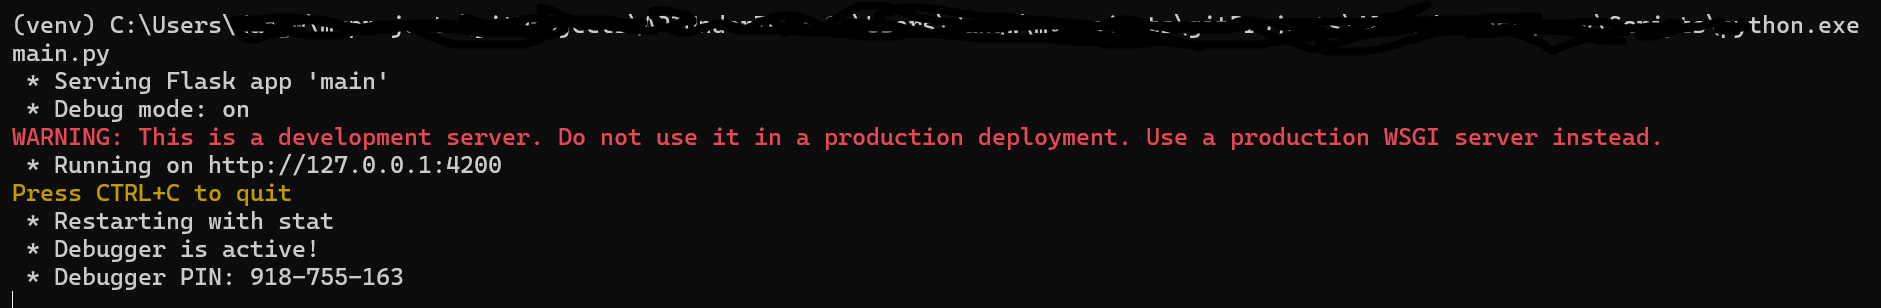 (venv) C:\Users\ python.exe
main.py
* Serving Flask app 'main'
* Debug mode: on
WARNING: This is a development server. Do not use it in a production deployment. Use a production WSGI server instead.
* Running on http://127.0.0.1:4200
Press CTRL+C to quit
* Restarting with stat
* Debugger is active!
* Debugger PIN: 918-755-163